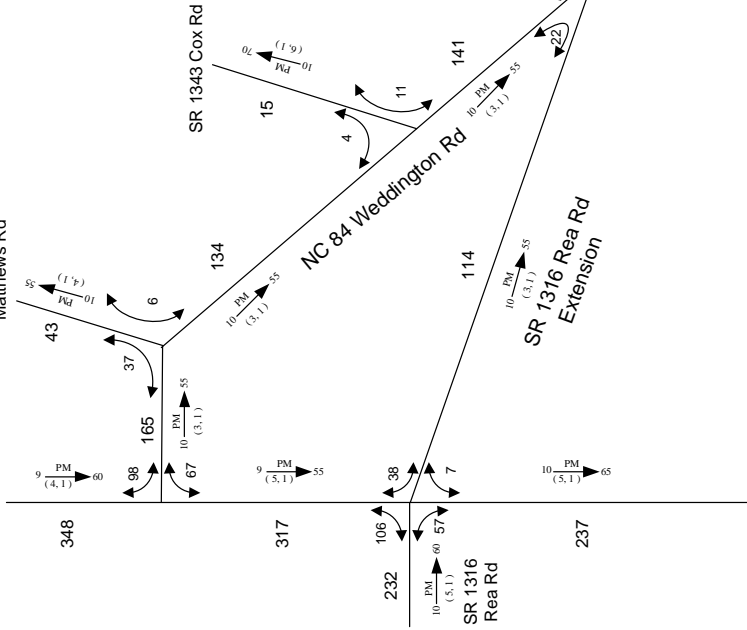 SR 1343 Cox Rd
15
10 PM 70
(6,1)
11
4
141
22
10 PM 55
(3,1)
43
10 PM 55
(4,1)
134
6
37
NC 84 Weddington Rd
10 PM 55
(3,1)
114
10 PM 55
(3,1)
SR 1316 Rea Rd
Extension
165
10 PM 55
(3,1)
9 PM 60
(4,1)
98
67
9 PM 55
(5,1)
38
7
10 PM 65
(5,1)
348
317
106
57
237
232
10 PM 60
(5,1)
SR 1316
Rea Rd